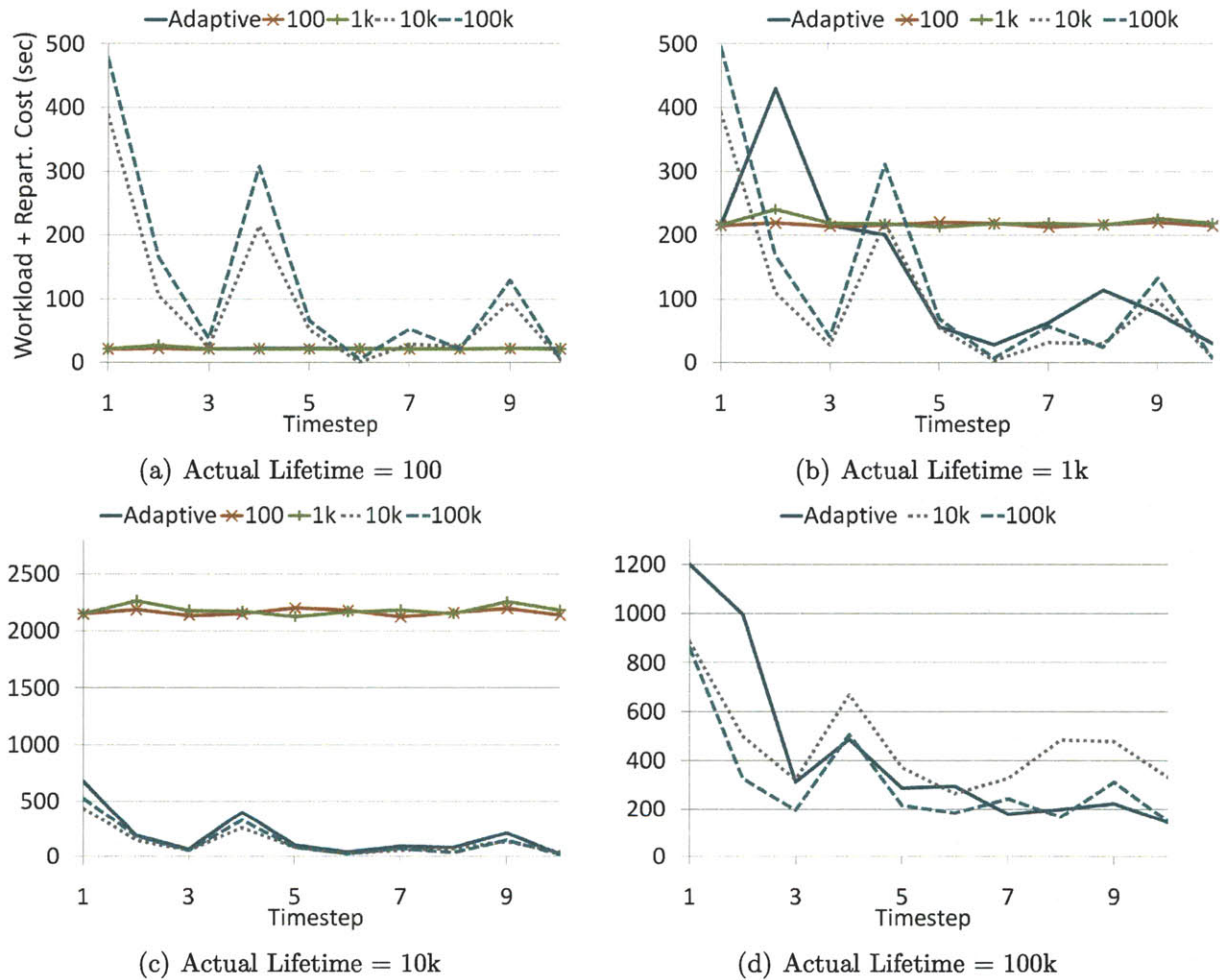 Adaptive 100 1k 10k 100k
Workload + Repart. Cost (sec)
500
400
300
200
100
0
1 3 5 7 9
Timestep
(a) Actual Lifetime = 100
Adaptive 100 1k 10k 100k
500
400
300
200
100
0
1 3 5 7 9
Timestep
(b) Actual Lifetime = 1k
Adaptive 100 1k 10k 100k
2500
2000
1500
1000
500
0
1 3 5 7 9
Timestep
(c) Actual Lifetime = 10k
Adaptive 10k 100k
1200
1000
800
600
400
200
0
1 3 5 7 9
Timestep
(d) Actual Lifetime = 100k